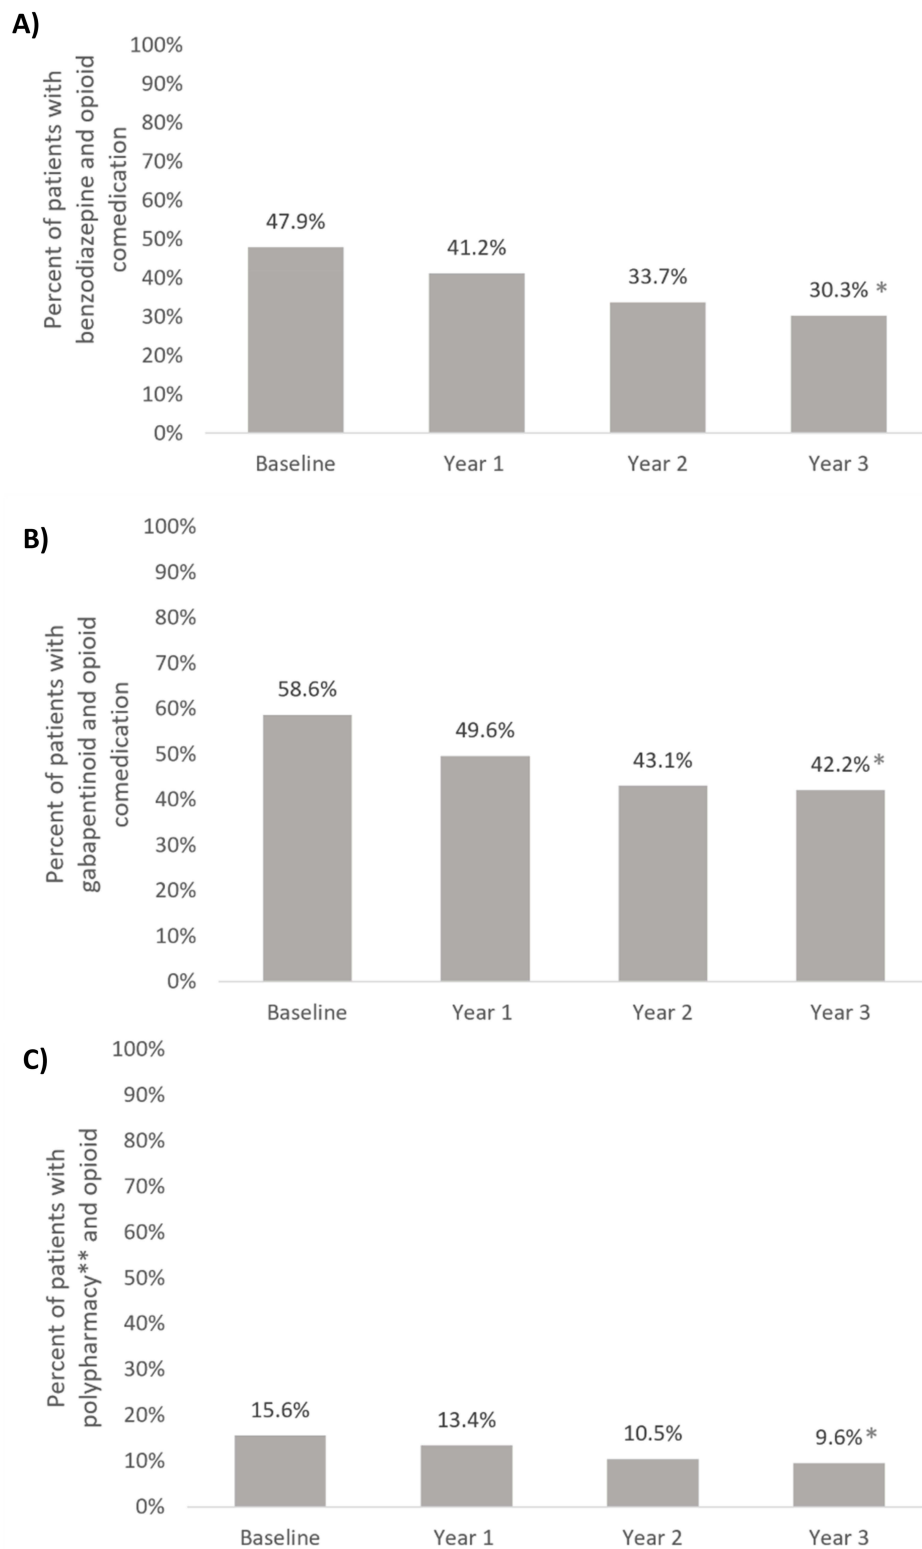 A)
Percent of patients with
benzodiazepine and opioid
comedication
100%
90%
80%
70%
60%
50%
40%
30%
20%
10%
0%
47.9%
41.2%
33.7%
30.3% *
Baseline
Year 1
Year 2
Year 3
B)
Percent of patients with
gabapentinoid and opioid
comedication
100%
90%
80%
70%
60%
50%
40%
30%
20%
10%
0%
58.6%
49.6%
43.1%
42.2%*
Baseline
Year 1
Year 2
Year 3
C)
Percent of patients with
polypharmacy** and opioid
100%
90%
80%
70%
60%
50%
40%
30%
20%
10%
0%
15.6%
13.4%
10.5%
9.6%*
Baseline
Year 1
Year 2
Year 3